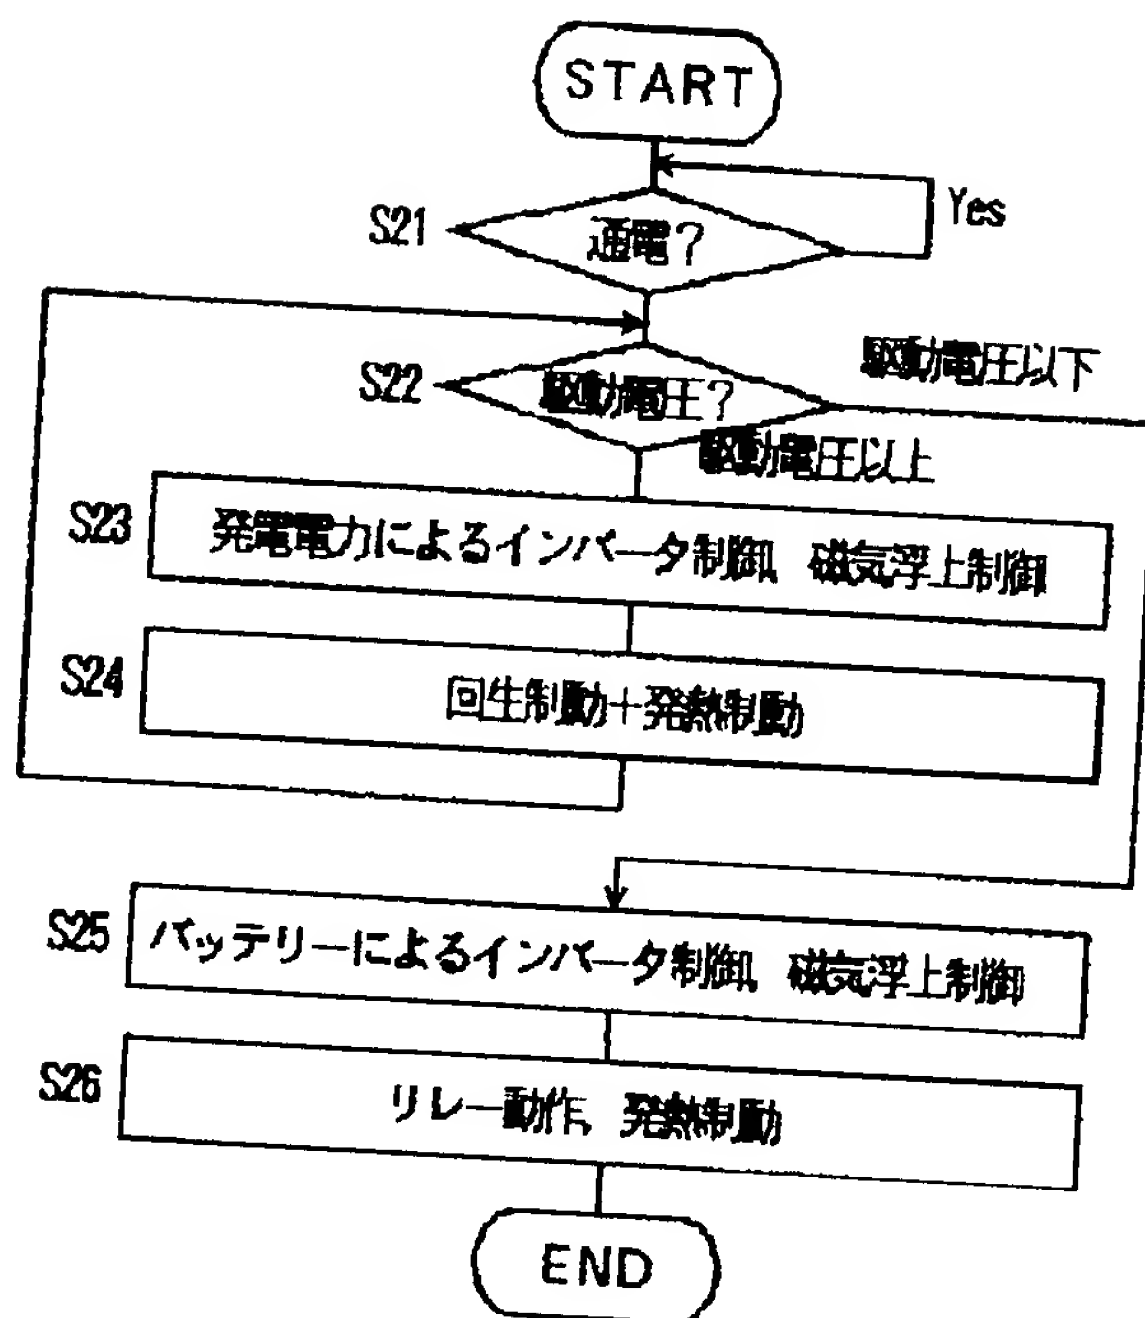 START
Yes
S21
通電?
駆動電圧以下
S22
駆動電圧?
駆動電圧以上
S23
発電電力によるインバータ制御、磁気浮上制御
S24
回生制動+発熱制動
S25
バッテリーによるインバータ制御、磁気浮上制御
S26
リレー動作、発熱制動
END